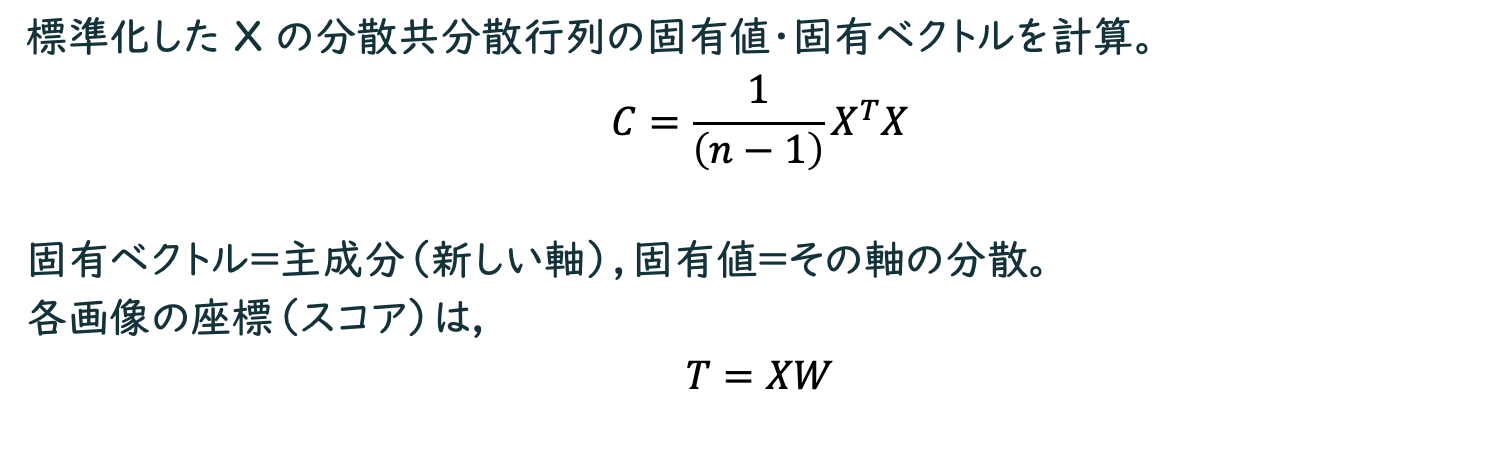 標準化した X の分散共分散行列の固有値・固有ベクトルを計算。
C = \frac{1}{(n − 1)} X^T X
固有ベクトル=主成分(新しい軸),固有値=その軸の分散。
各画像の座標(スコア)は,
T = XW